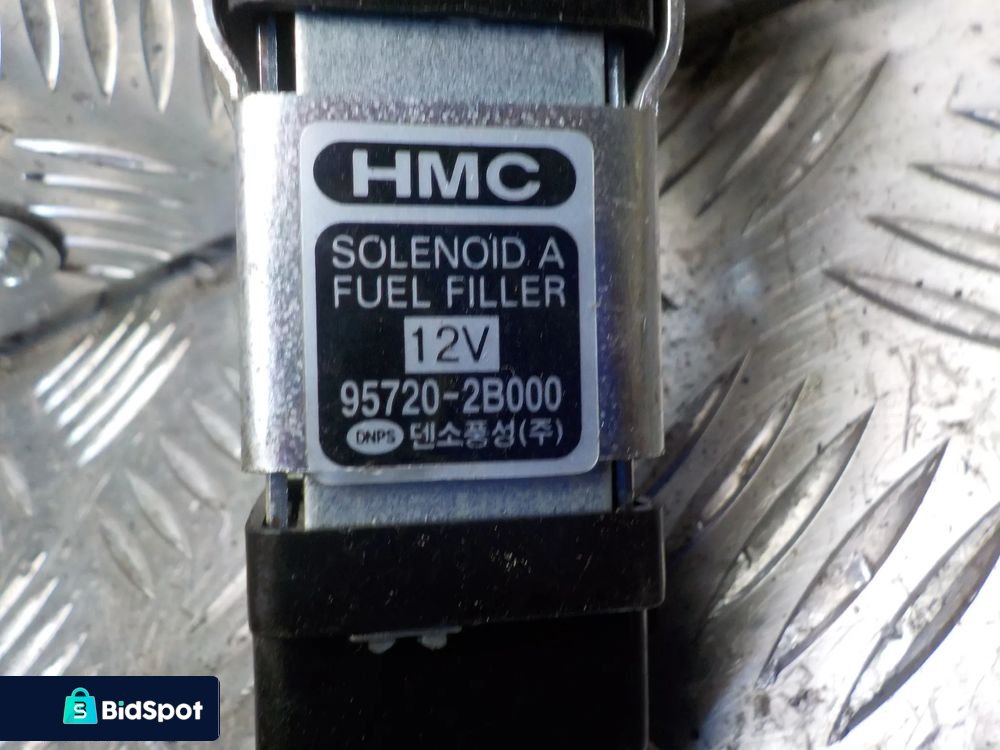 HMC
SOLENOID A
FUEL FILLER
12V
95720-2B000
DNPS 덴소풍성(주)
BidSpot